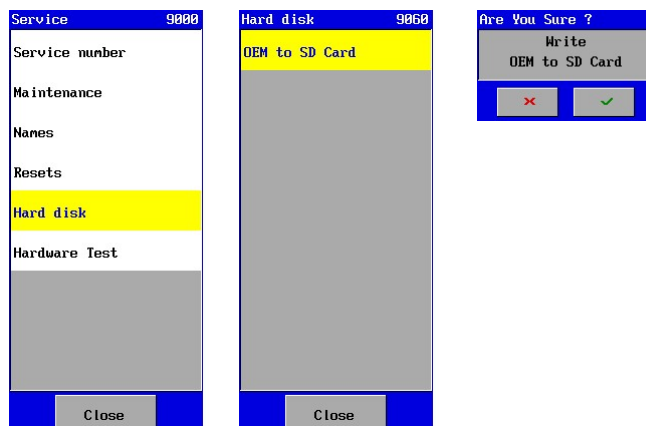 Service 9000
Service number
Maintenance
Names
Resets
Hard disk
Hardware Test
Close
Hard disk 9060
OEM to SD Card
Close
Are You Sure ?
Write
OEM to SD Card